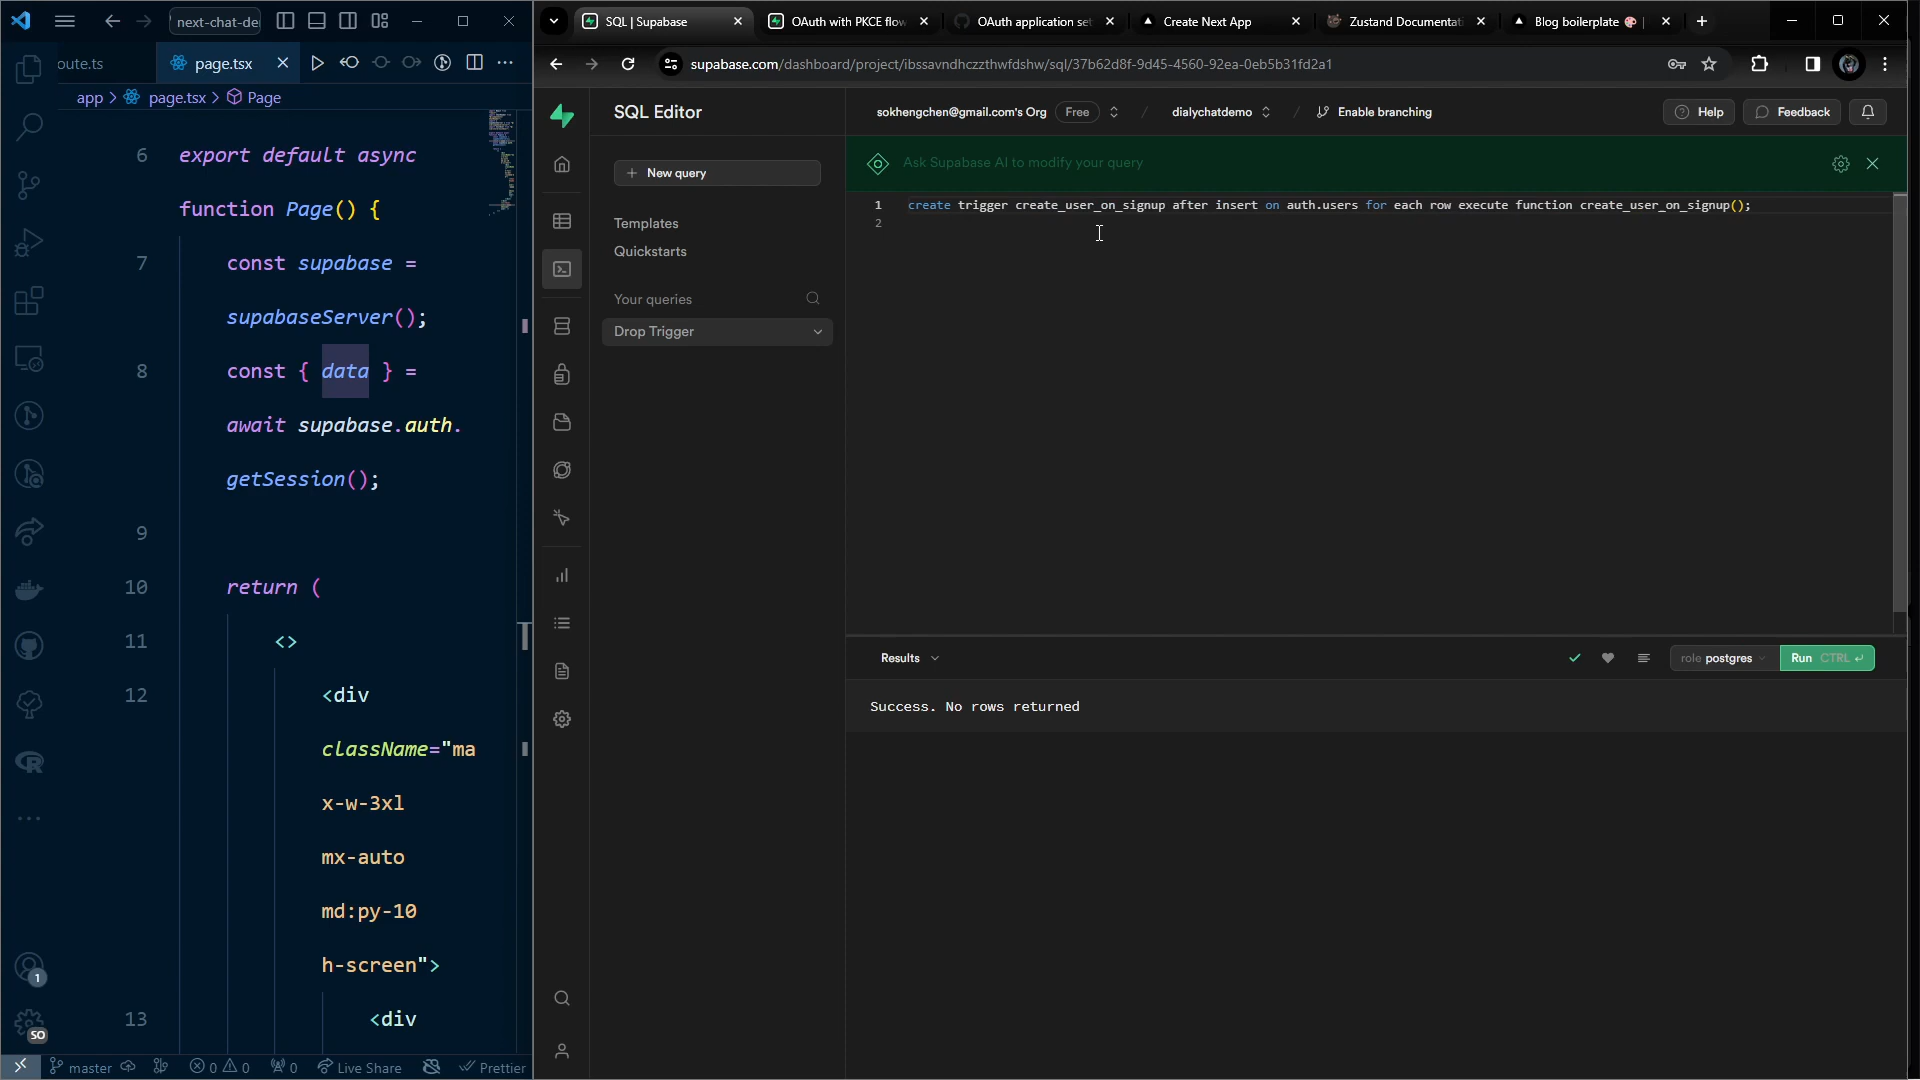 next-chat-de
oute.ts
page.tsx
app > page.tsx > Page
6 export default async
function Page() {
7 const supabase =
supabaseServer();
8 const { data } =
await supabase.auth.
getSession();
9
10 return (
11 <>
12 <div
className="ma
x-w-3xl
mx-auto
md:py-10
h-screen">
13 <div
1
SO
master
0
0
0
Live Share
Prettier
SQL | Supabase
OAuth with PKCE flow
OAuth application set
Create Next App
Zustand Documentati
Blog boilerplate
supabase.com/dashboard/project/ibssavndhczzthwfdshw/sql/37b62d8f-9d45-4560-92ea-0eb5b31fd2a1
SQL Editor
sokhengchen@gmail.com's Org
Free
/
dialychatdemo
/
Enable branching
Help
Feedback
New query
Templates
Quickstarts
Your queries
Drop Trigger
Ask Supabase AI to modify your query
1 create trigger create_user_on_signup after insert on auth.users for each row execute function create_user_on_signup();
2
Results
role postgres
Run CTRL
Success. No rows returned